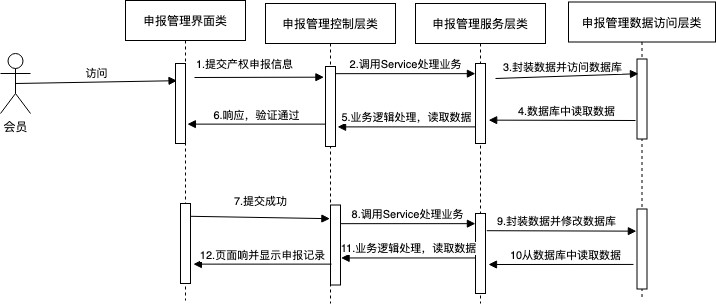 申报管理界面类
申报管理控制层类
申报管理服务层类
申报管理数据访问层类
访问
会员
1.提交产权申报信息
2.调用Service处理业务
3.封装数据并访问数据库
4.数据库中读取数据
5.业务逻辑处理，读取数据
6.响应，验证通过
7.提交成功
8.调用Service处理业务
9.封装数据并修改数据库
10从数据库中读取数据
11.业务逻辑处理，读取数据
12.页面响并显示申报记录